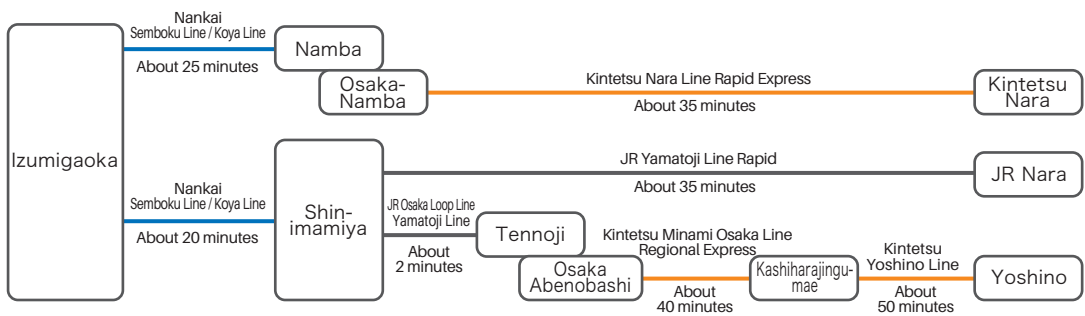 Izumigaoka
Nankai
Semboku Line / Koya Line
About 25 minutes
Namba
Osaka-
Namba
Kintetsu Nara Line Rapid Express
About 35 minutes
Kintetsu
Nara
Nankai
Semboku Line / Koya Line
About 20 minutes
Shin-
imamiya
JR Yamatoji Line Rapid
About 35 minutes
JR Nara
JR Osaka Loop Line
Yamatoji Line
About
2 minutes
Tennoji
Osaka
Abenobashi
Kintetsu Minami Osaka Line
Regional Express
About
40 minutes
Kashiharajingu-
mae
Kintetsu
Yoshino Line
About
50 minutes
Yoshino